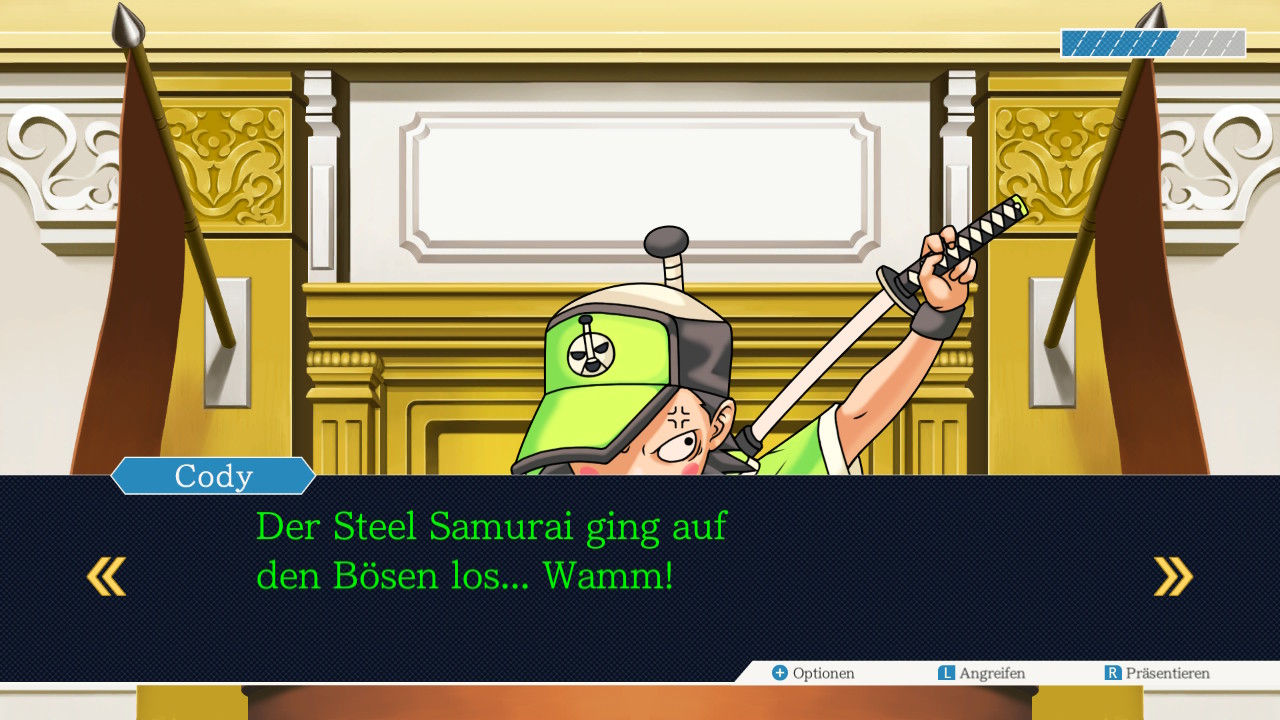 Cody
Der Steel Samurai ging auf
den Bösen los... Wamm!
+ Optionen
L Angreifen
R Präsentieren